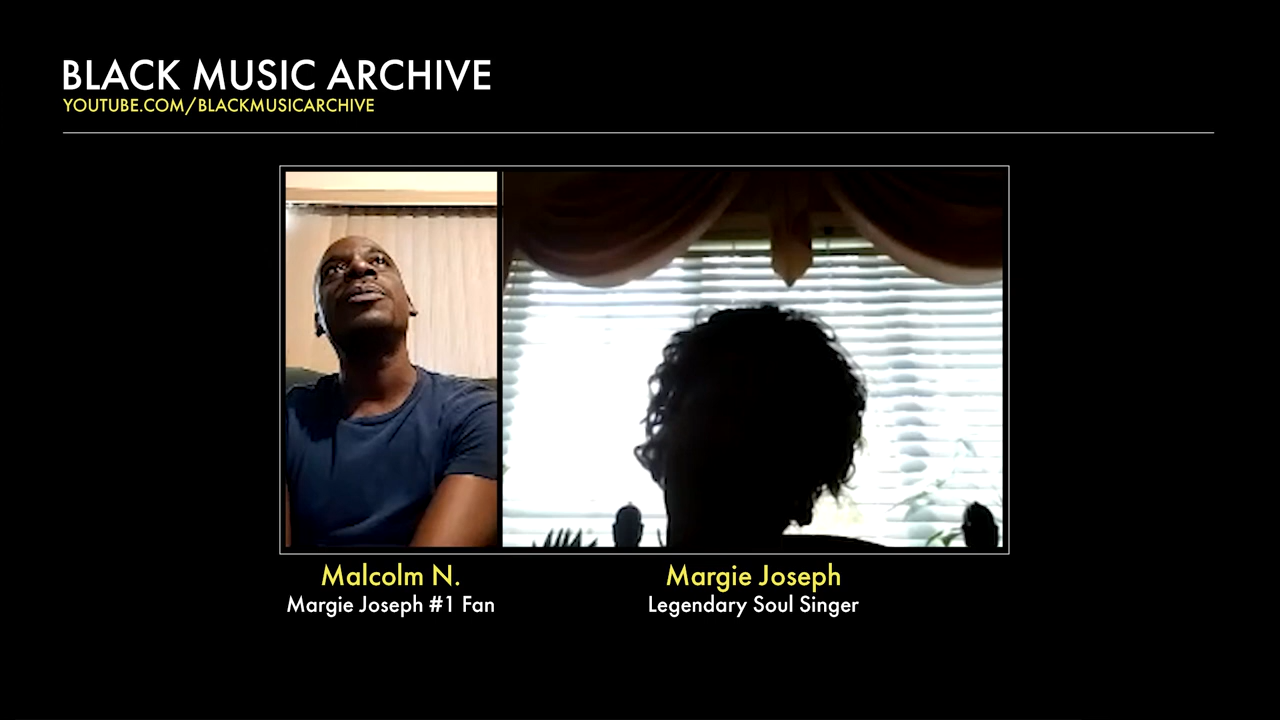 BLACK MUSIC ARCHIVE
YOUTUBE.COM/BLACKMUSICARCHIVE
Malcolm N.
Margie Joseph #1 Fan
Margie Joseph
Legendary Soul Singer